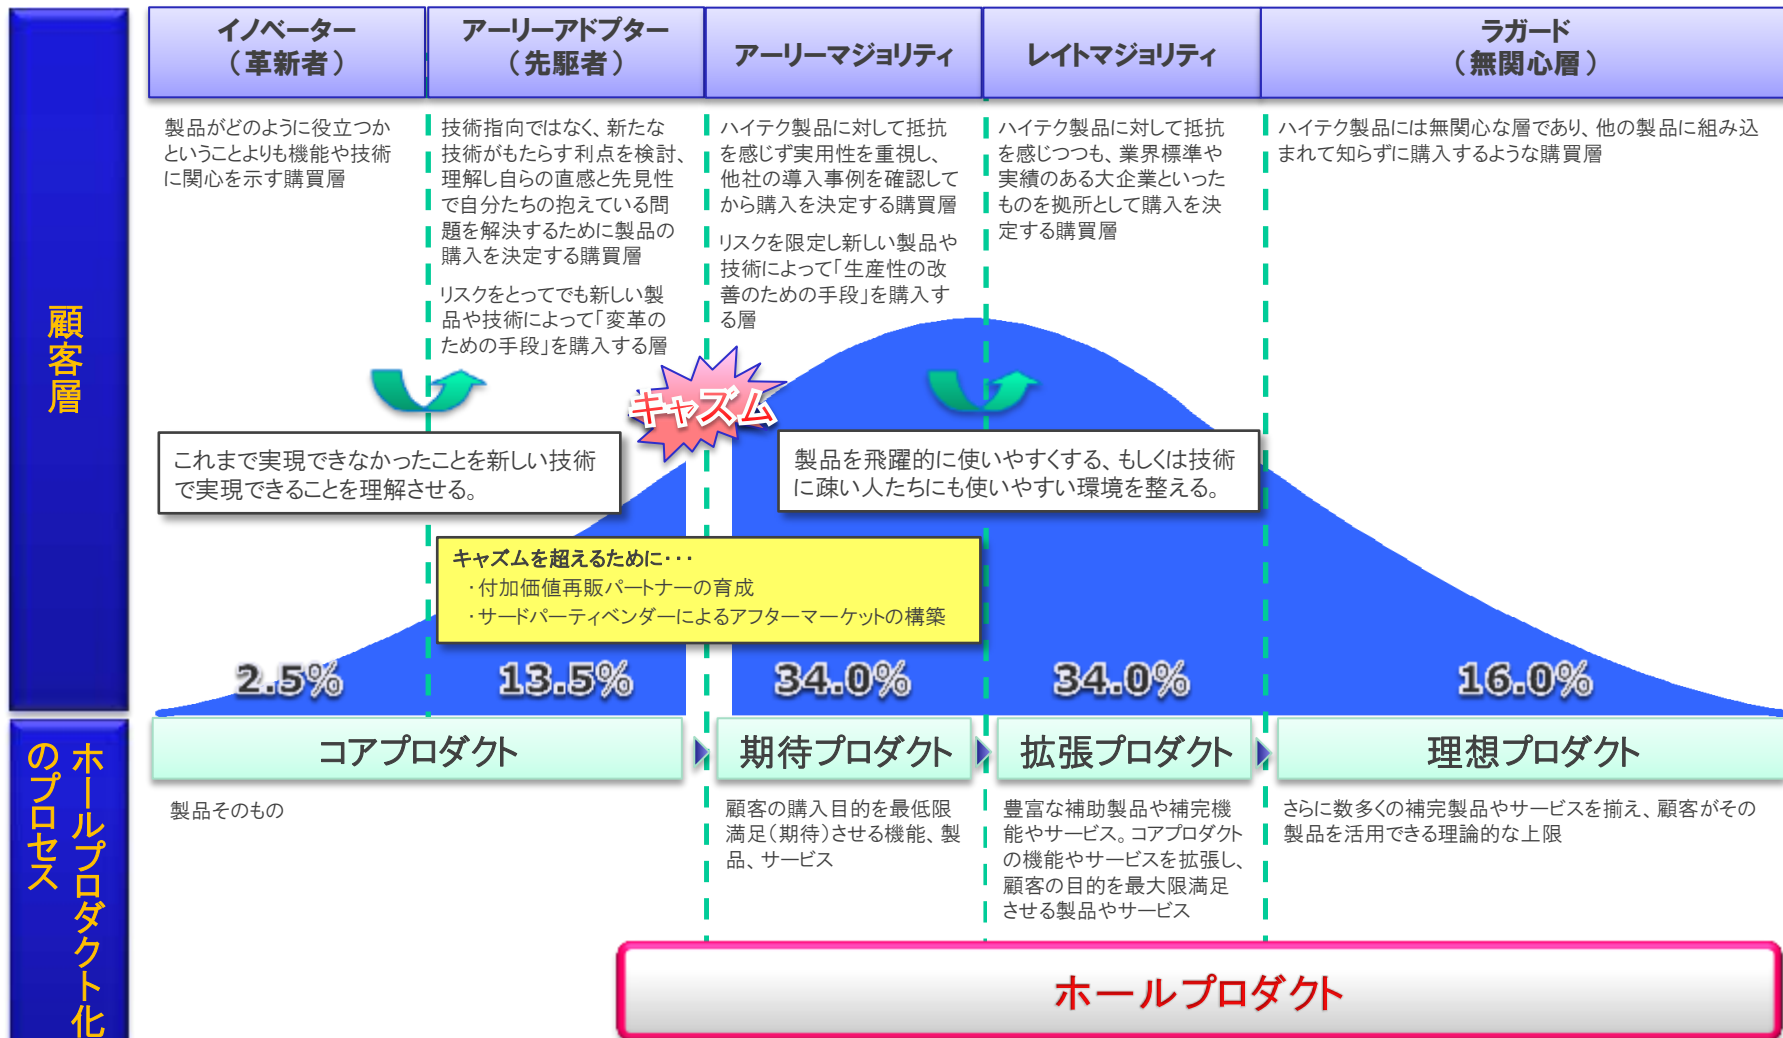 顧客層
イノベーター
（革新者）
アーリーアドプター
（先駆者）
アーリーマジョリティ
レイトマジョリティ
ラガード
（無関心層）
製品がどのように役立つか
ということよりも機能や技術
に関心を示す購買層
技術指向ではなく、新たな
技術がもたらす利点を検討、
理解し自らの直感と先見性
で自分たちの抱えている問
題を解決するために製品の
購入を決定する購買層
リスクをとってでも新しい製
品や技術によって「変革の
ための手段」を購入する層
ハイテク製品に対して抵抗
を感じず実用性を重視し、
他社の導入事例を確認して
から購入を決定する購買層
リスクを限定し新しい製品や
技術によって「生産性の改
善のための手段」を購入す
る層
ハイテク製品に対して抵抗
を感じつつも、業界標準や
実績のある大企業といった
ものを拠所として購入を決
定する購買層
ハイテク製品には無関心な層であり、他の製品に組み込
まれて知らずに購入するような購買層
キャズム
これまで実現できなかったことを新しい技術
で実現できることを理解させる。
製品を飛躍的に使いやすくする、もしくは技術
に疎い人たちにも使いやすい環境を整える。
キャズムを超えるために・・・
・付加価値再販パートナーの育成
・サードパーティベンダーによるアフターマーケットの構築
2.5%
13.5%
34.0%
34.0%
16.0%
ホールプロダクト化
のプロセス
コアプロダクト
期待プロダクト
拡張プロダクト
理想プロダクト
製品そのもの
顧客の購入目的を最低限
満足（期待）させる機能、製
品、サービス
豊富な補助製品や補完機
能やサービス。コアプロダクト
の機能やサービスを拡張し、
顧客の目的を最大限満足
させる製品やサービス
さらに数多くの補完製品やサービスを揃え、顧客がその
製品を活用できる理論的な上限
ホールプロダクト